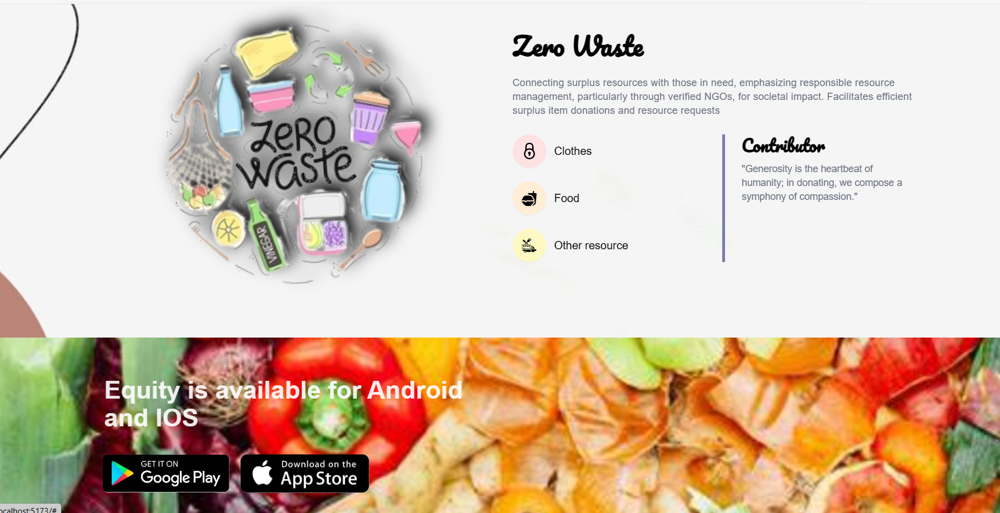 ZeRO
waste
VINEGAR
Zero Waste
Connecting surplus resources with those in need, emphasizing responsible resource
management, particularly through verified NGOs, for societal impact. Facilitates efficient
surplus item donations and resource requests
Clothes
Food
Other resource
Contributor
"Generosity is the heartbeat of
humanity; in donating, we compose a
symphony of compassion."
Equity is available for Android
and IOS
GET IT ON
Google Play
Download on the
App Store
ocalhost:5173/#